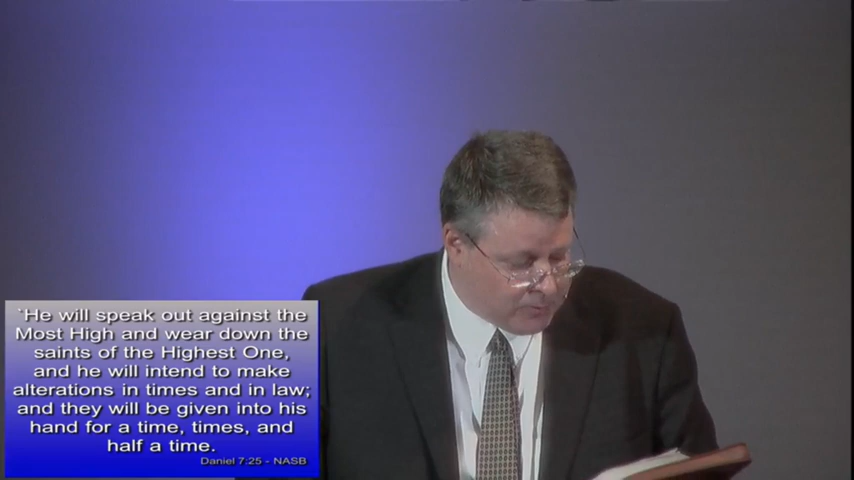 `He will speak out against the
Most High and wear down the
saints of the Highest One,
and he will intend to make
alterations in times and in law;
and they will be given into his
hand for a time, times, and
half a time.
Daniel 7:25 - NASB